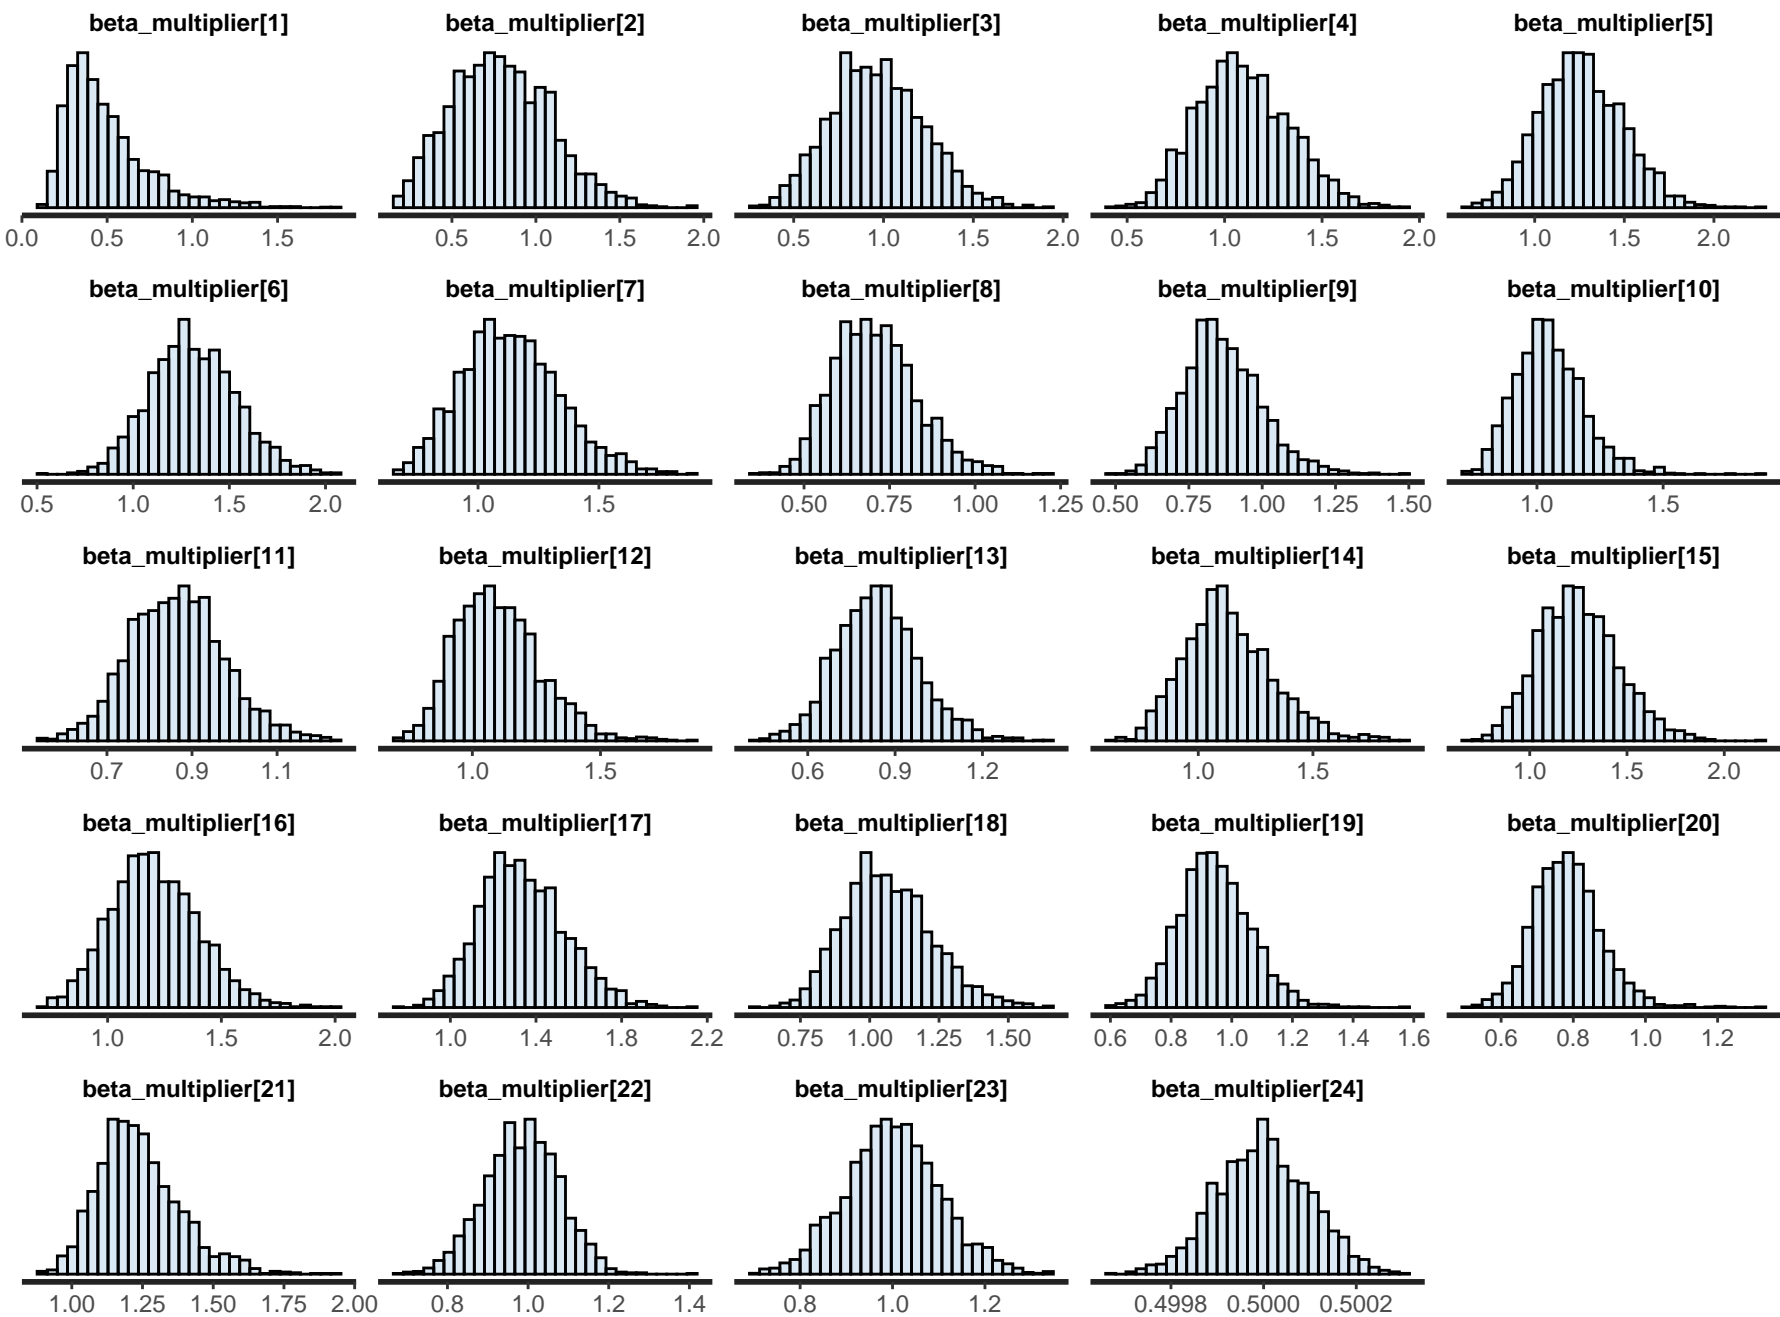 beta_multiplier[1] beta_multiplier[2] beta_multiplier[3] beta_multiplier[4] beta_multiplier[5]
0.0 0.5 1.0 1.5 0.5 1.0 1.5 2.0 0.5 1.0 1.5 2.0 0.5 1.0 1.5 2.0 1.0 1.5 2.0
beta_multiplier[6] beta_multiplier[7] beta_multiplier[8] beta_multiplier[9] beta_multiplier[10]
0.5 1.0 1.5 2.0 1.0 1.5 0.50 0.75 1.00 1.25 0.50 0.75 1.00 1.25 1.50 1.0 1.5
beta_multiplier[11] beta_multiplier[12] beta_multiplier[13] beta_multiplier[14] beta_multiplier[15]
0.7 0.9 1.1 1.0 1.5 0.6 0.9 1.2 1.0 1.5 1.0 1.5 2.0
beta_multiplier[16] beta_multiplier[17] beta_multiplier[18] beta_multiplier[19] beta_multiplier[20]
1.0 1.5 2.0 1.0 1.4 1.8 2.2 0.75 1.00 1.25 1.50 0.6 0.8 1.0 1.2 1.4 1.6 0.6 0.8 1.0 1.2
beta_multiplier[21] beta_multiplier[22] beta_multiplier[23] beta_multiplier[24]
1.00 1.25 1.50 1.75 2.00 0.8 1.0 1.2 1.4 0.8 1.0 1.2 0.4998 0.5000 0.5002